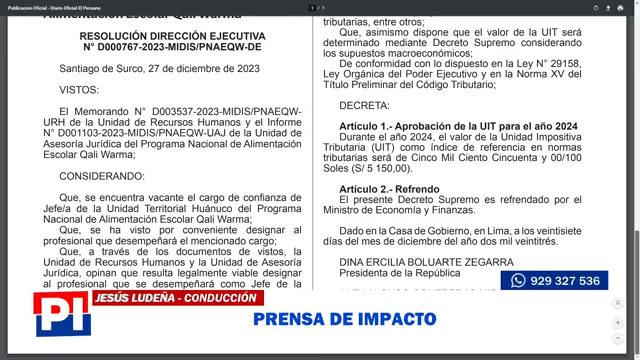 Publicacion Oficial - Diario Oficial El Peruano
1 / 1
Alimentación Escolar Qali Warma
RESOLUCIÓN DIRECCIÓN EJECUTIVA
N° D000767-2023-MIDIS/PNAEQW-DE
Santiago de Surco, 27 de diciembre de 2023
VISTOS:
El Memorando N° D003537-2023-MIDIS/PNAEQW-
URH de la Unidad de Recursos Humanos y el Informe
N° D001103-2023-MIDIS/PNAEQW-UAJ de la Unidad de
Asesoría Jurídica del Programa Nacional de Alimentación
Escolar Qali Warma;
CONSIDERANDO:
Que, se encuentra vacante el cargo de confianza de
Jefe/a de la Unidad Territorial Huánuco del Programa
Nacional de Alimentación Escolar Qali Warma;
Que, se ha visto por conveniente designar al
profesional que desempeñará el mencionado cargo;
Que, a través de los documentos de vistos, la
Unidad de Recursos Humanos y la Unidad de Asesoría
Jurídica, opinan que resulta legalmente viable designar
al profesional que se desempeñará como Jefe de la
tributarias, entre otros;
Que, asimismo dispone que el valor de la UIT será
determinado mediante Decreto Supremo considerando
los supuestos macroeconómicos;
De conformidad con lo dispuesto en la Ley N° 29158,
Ley Orgánica del Poder Ejecutivo y en la Norma XV del
Título Preliminar del Código Tributario;
DECRETA:
Artículo 1.- Aprobación de la UIT para el año 2024
Durante el año 2024, el valor de la Unidad Impositiva
Tributaria (UIT) como índice de referencia en normas
tributarias será de Cinco Mil Ciento Cincuenta y 00/100
Soles (S/ 5 150,00).
Artículo 2.- Refrendo
El presente Decreto Supremo es refrendado por el
Ministro de Economía y Finanzas.
Dado en la Casa de Gobierno, en Lima, a los veintisiete
días del mes de diciembre del año dos mil veintitrés.
DINA ERCILIA BOLUARTE ZEGARRA
Presidenta de la República
929 327 536
JESÚS LUDEÑA - CONDUCCIÓN
PI
PRENSA DE IMPACTO